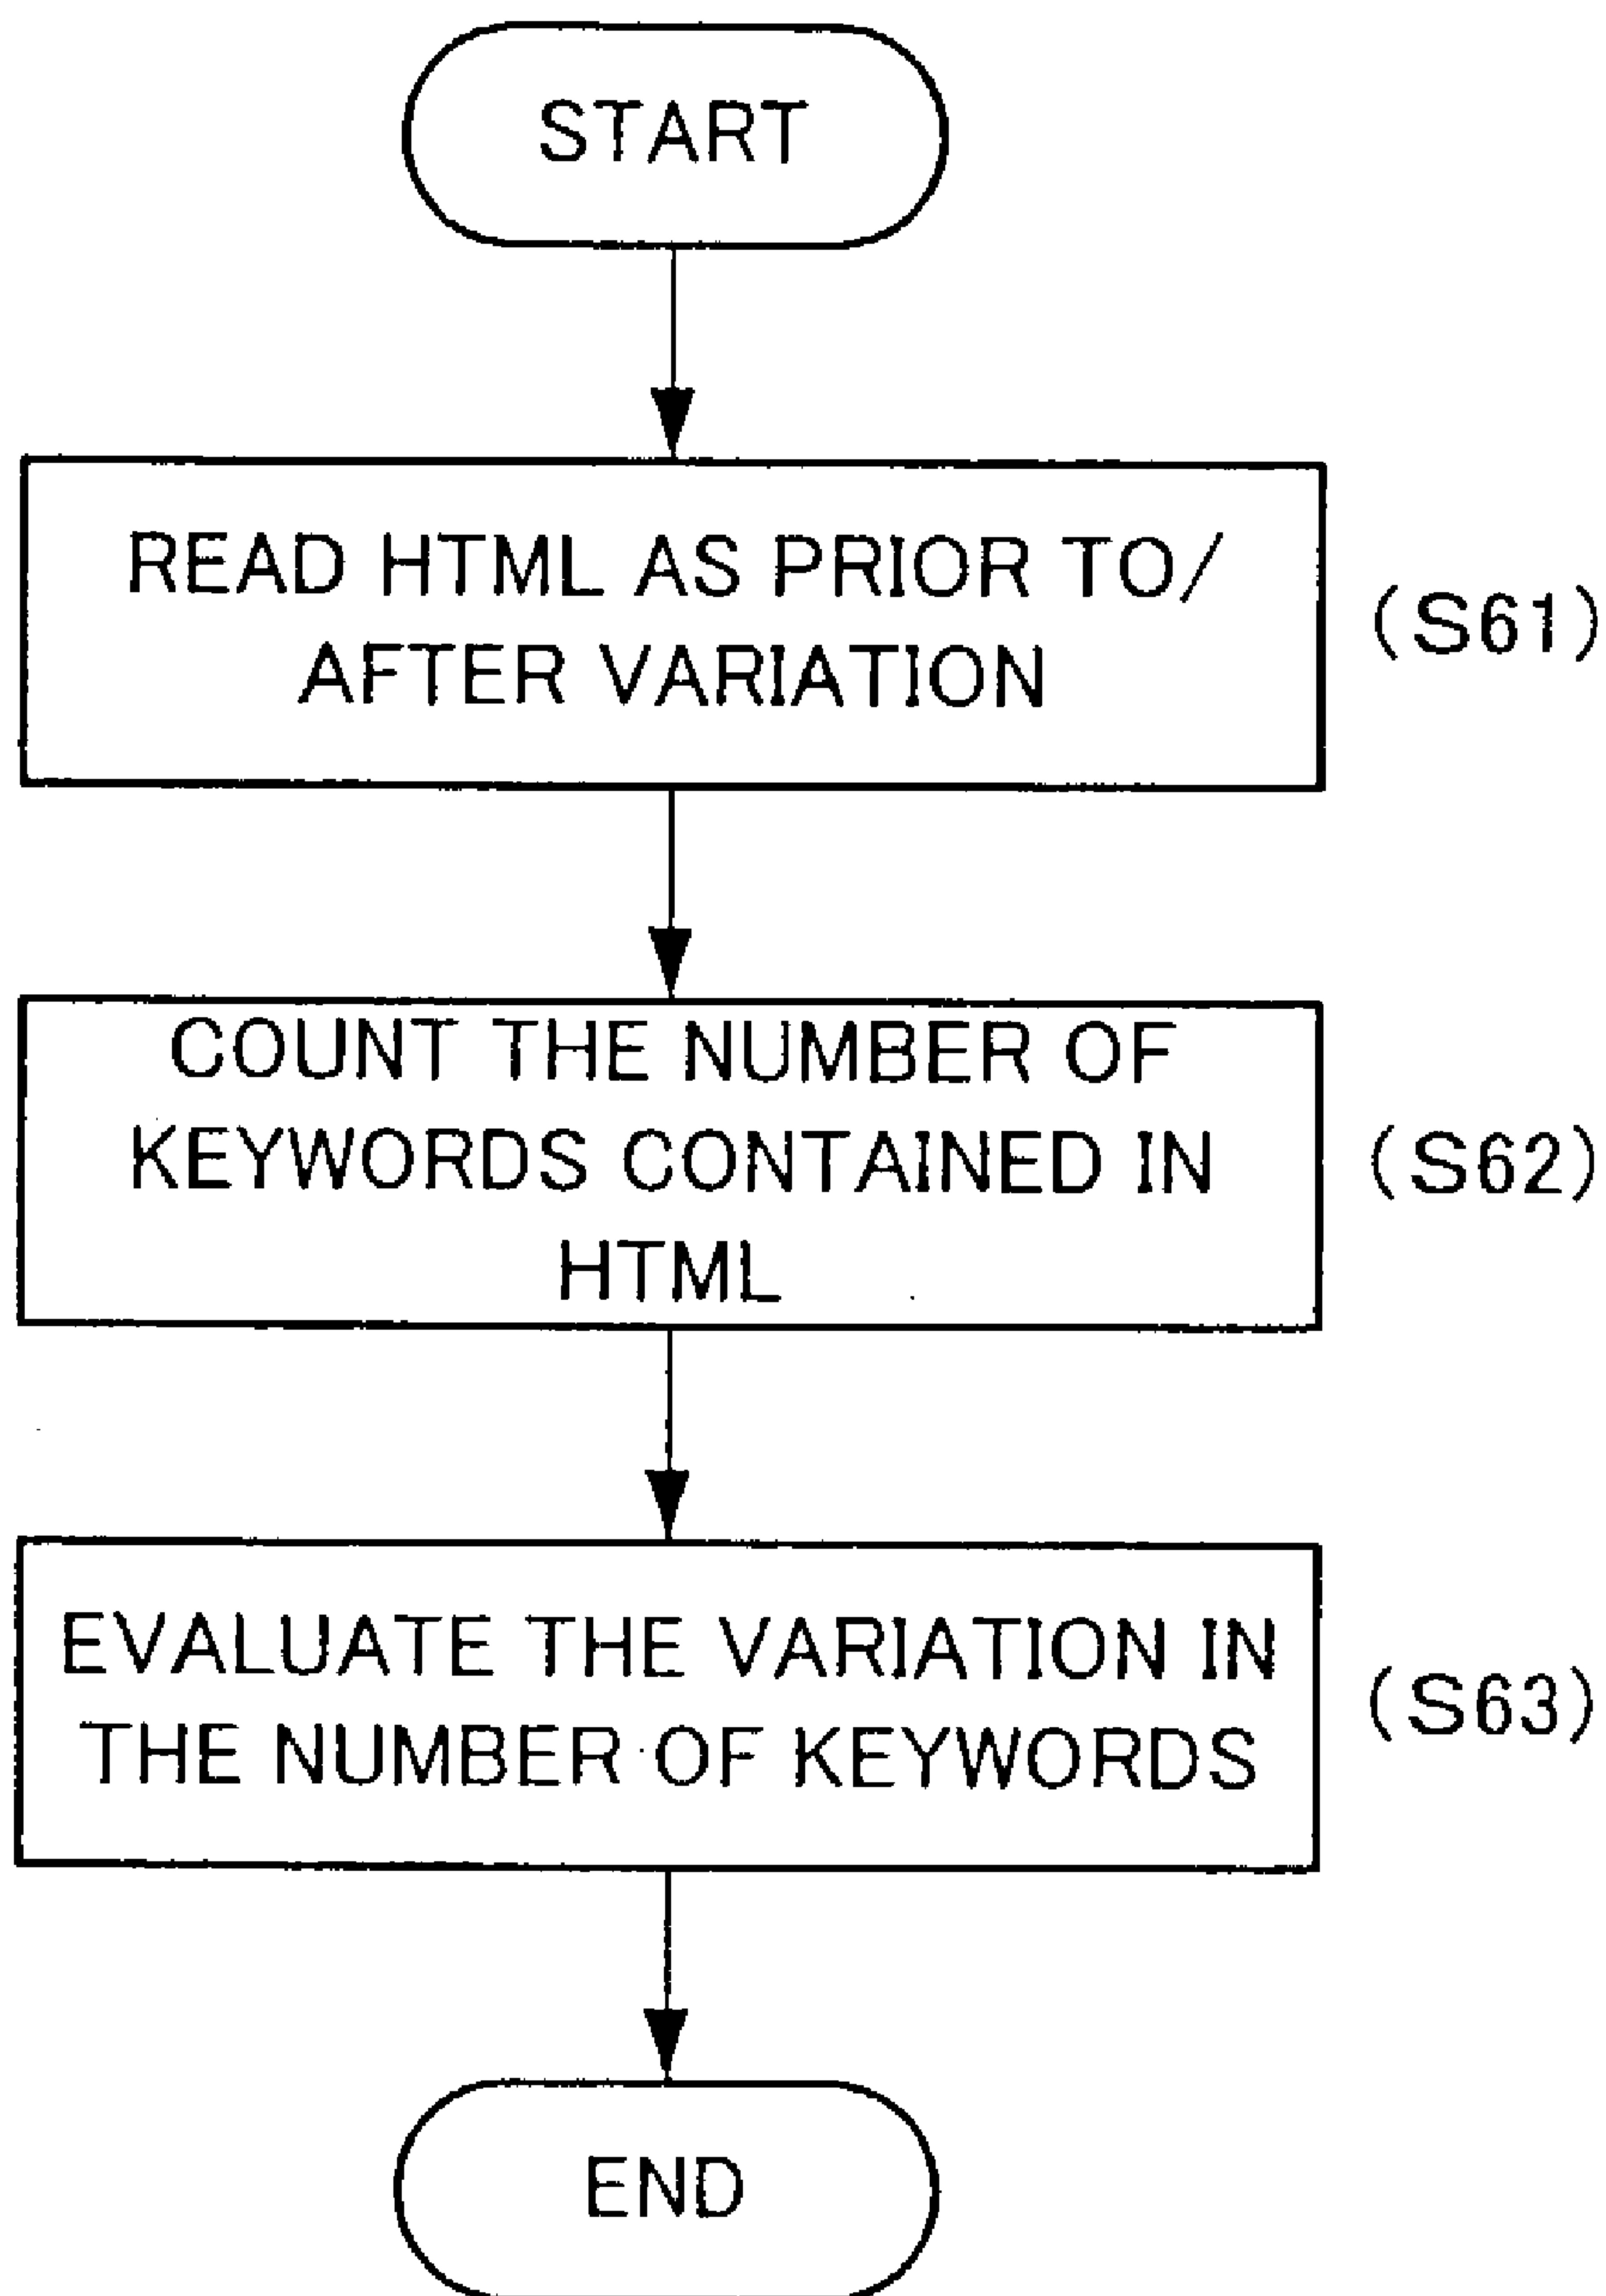 START
READ HTML AS PRIOR TO/
AFTER VARIATION
(S61)
COUNT THE NUMBER OF
KEYWORDS CONTAINED IN
HTML
(S62)
EVALUATE THE VARIATION IN
THE NUMBER OF KEYWORDS
(S63)
END